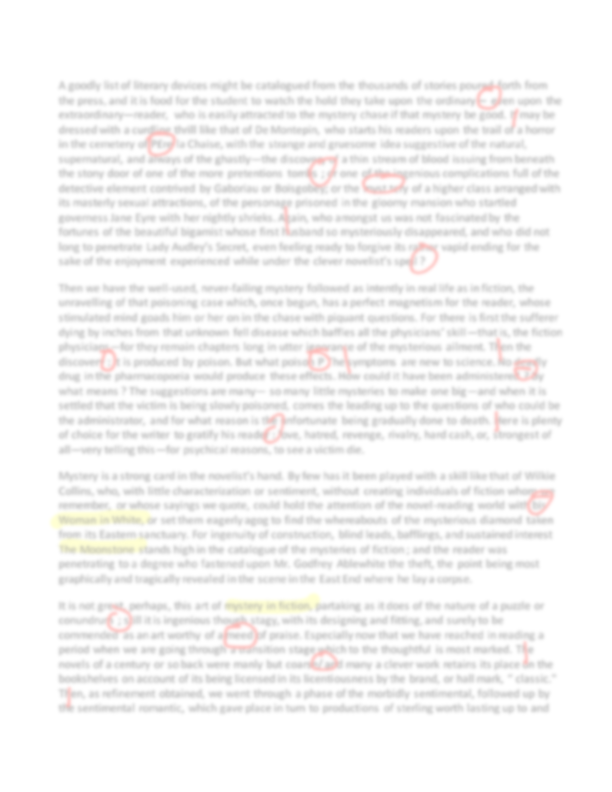 A goodly list of literary devices might be catalogued from the thousands of stories pound forth from
the press, and it is food for the student to watch the hold they take upon the ordinary— even upon the
extraordinary—reader, who is easily attracted to the mystery chase if that mystery be good. It may be
dressed with a curdling thrill like that of De Montepin, who starts his readers upon the trail of a horror
in the cemetery of la Chaise, with the strange and gruesome idea suggestive of the natural,
supernatural, and always of the ghastly—the discovery of a thin stream of blood issuing from beneath
the stony door of one of the more pretentions tombs ; or one of the ingenious complications full of the
detective element contrived by Gaboriau or Boisgobey, or the of a higher class arranged with
its masterly sexual attractions, of the personage prisoned in the gloomy mansion who startled
governess Jane Eyre with her nightly shrieks. Again, who amongst us was not fascinated by the
fortunes of the beautiful bigamict whose first husband so mysteriously disappeared, and who did not
long to penetrate Lady Audley's Secret, even feeling ready to forgive its rather vapid ending for the
sake of the enjoyment experienced while under the clever novelist's spell ?
Then we have the well-used, never-failing mystery followed as intently in real life as in fiction, the
unravelling of that poisoning case which, once begun, has a perfect magnetism for the reader, whose
stimulated mind goads him or her on in the chase with piquant questions. For there is first the sufferer
dying by inches from that unknown fell disease which baffles all the physicians' skill—that is, the fiction
physicians—for they remain chapters long in utter ignorance of the mysterious ailment. Then the
discovery it is produced by poison. But what poison ? The symptoms are new to science. No deadly
drug in the pharmacopoeia would produce these effects. How could it have been administered by
what means ? The suggestions are many— so many little mysteries to make one big—and when it is
settled that the victim is being slowly poisoned, comes the leading up to the questions of who could be
the administrator, and for what reason is the unfortunate being gradually done to death. There is plenty
of choice for the writer to gratify his reader love, hatred, revenge, rivalry, hard cash, or, strangest of
all—very telling this—for psychical reasons, to see a victim die.
Mystery is a strong card in the novelist's hand. By few has it been played with a skill like that of Wilkie
Collins, who, with little characterization or sentiment, without creating individuals of fiction whom we
remember, or whose sayings we quote, could hold the attention of the novel-reading world with his
Woman in White, or set them eagerly agog to find the whereabouts of the mysterious diamond taken
from its Eastern sanctuary. For ingenuity of construction, blind leads, bafflings, and sustained interest
The Moonstone stands high in the catalogue of the mysteries of fiction ; and the reader was
penetrating to a degree who fastened upon Mr. Godfrey Ablewhite the theft, the point being most
graphically and tragically revealed in the scene in the East End where he lay a corpse.
It is not great, perhaps, this art of mystery in fiction, partaking as it does of the nature of a puzzle or
conundrum ; still it is ingenious though stagy, with its designing and fitting, and surely to be
commended as an art worthy of a meed of praise. Especially now that we have reached in reading a
period when we are going through a transition stage which to the thoughtful is most marked. The
novels of a century or so back were manly but coarse and many a clever work retains its place on the
bookshelves on account of its being licensed in its licentiousness by the brand, or hall mark, " classic."
Then, as refinement obtained, we went through a phase of the morbidly sentimental, followed up by
the sentimental romantic, which gave place in turn to productions of sterling worth lasting up to and